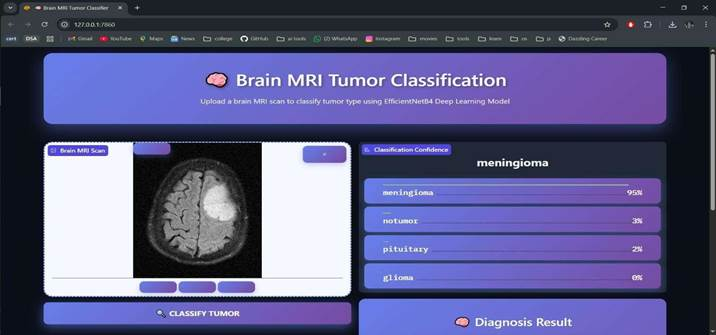 Brain MRI Tumor Classifier
127.0.0.1:7860
cert DSA Gmail YouTube Maps News college GitHub ai tools (2) WhatsApp Instagram movies tools os js Dazzling Career
Brain MRI Tumor Classification
Upload a brain MRI scan to classify tumor type using EfficientNetB4 Deep Learning Model
Brain MRI Scan
CLASSIFY TUMOR
Classification Confidence
meningioma
meningioma 95%
notumor 3%
pituitary 2%
glioma 0%
Diagnosis Result